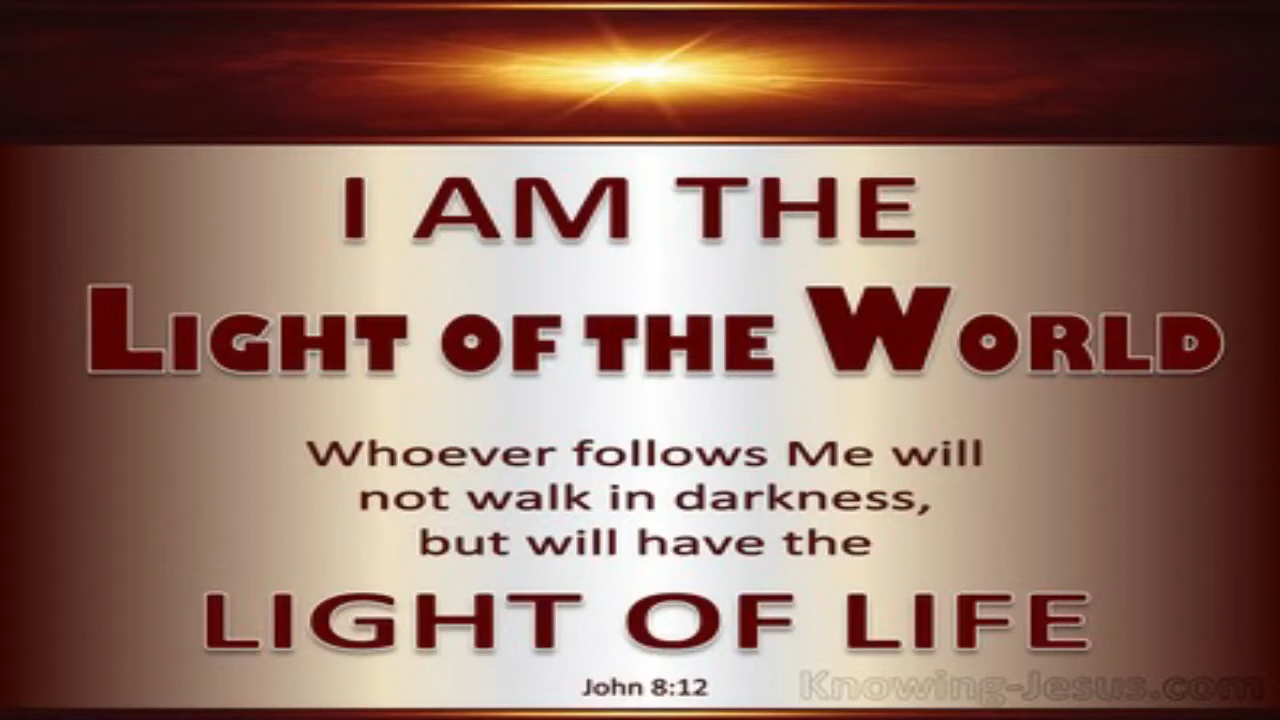 I AM THE
LIGHT OF THE WORLD
Whoever follows Me will
not walk in darkness,
but will have the
LIGHT OF LIFE
John 8:12
Knowing-Jesus.com